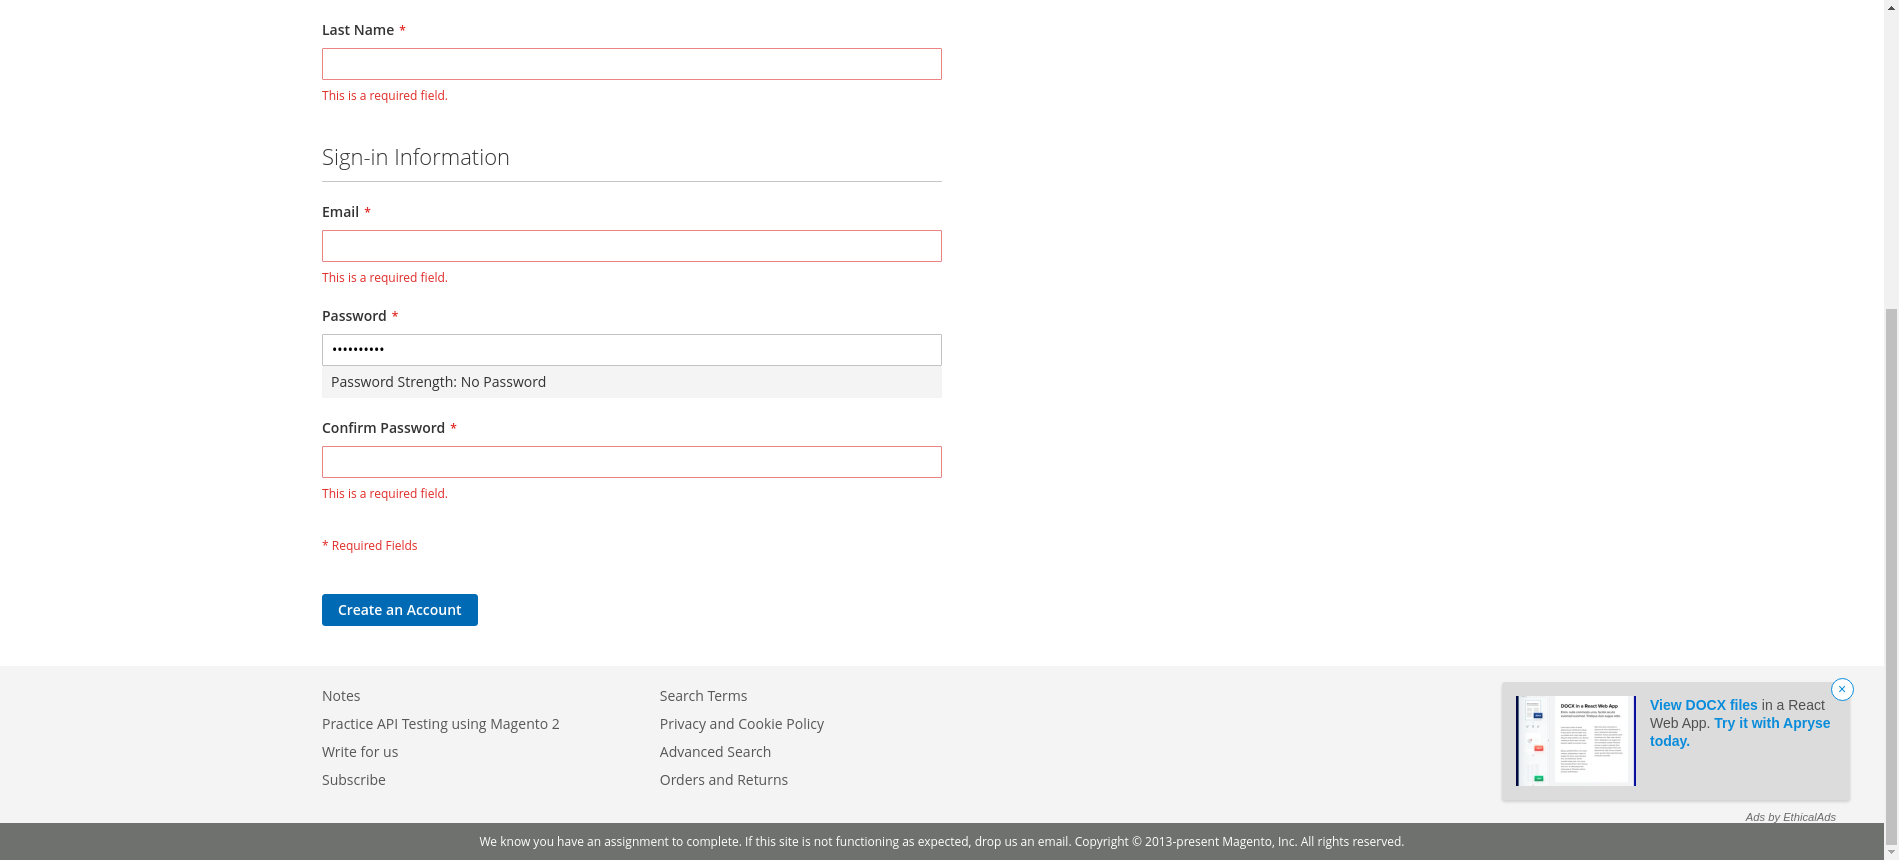 Last Name *
This is a required field.
Sign-in Information
Email *
This is a required field.
Password *
••••••••••
Password Strength: No Password
Confirm Password *
This is a required field.
* Required Fields
Create an Account
Notes
Practice API Testing using Magento 2
Write for us
Subscribe
Search Terms
Privacy and Cookie Policy
Advanced Search
Orders and Returns
DOCX in a React Web App
View DOCX files in a React
Web App. Try it with Apryse
today.
Ads by EthicalAds
We know you have an assignment to complete. If this site is not functioning as expected, drop us an email. Copyright © 2013-present Magento, Inc. All rights reserved.